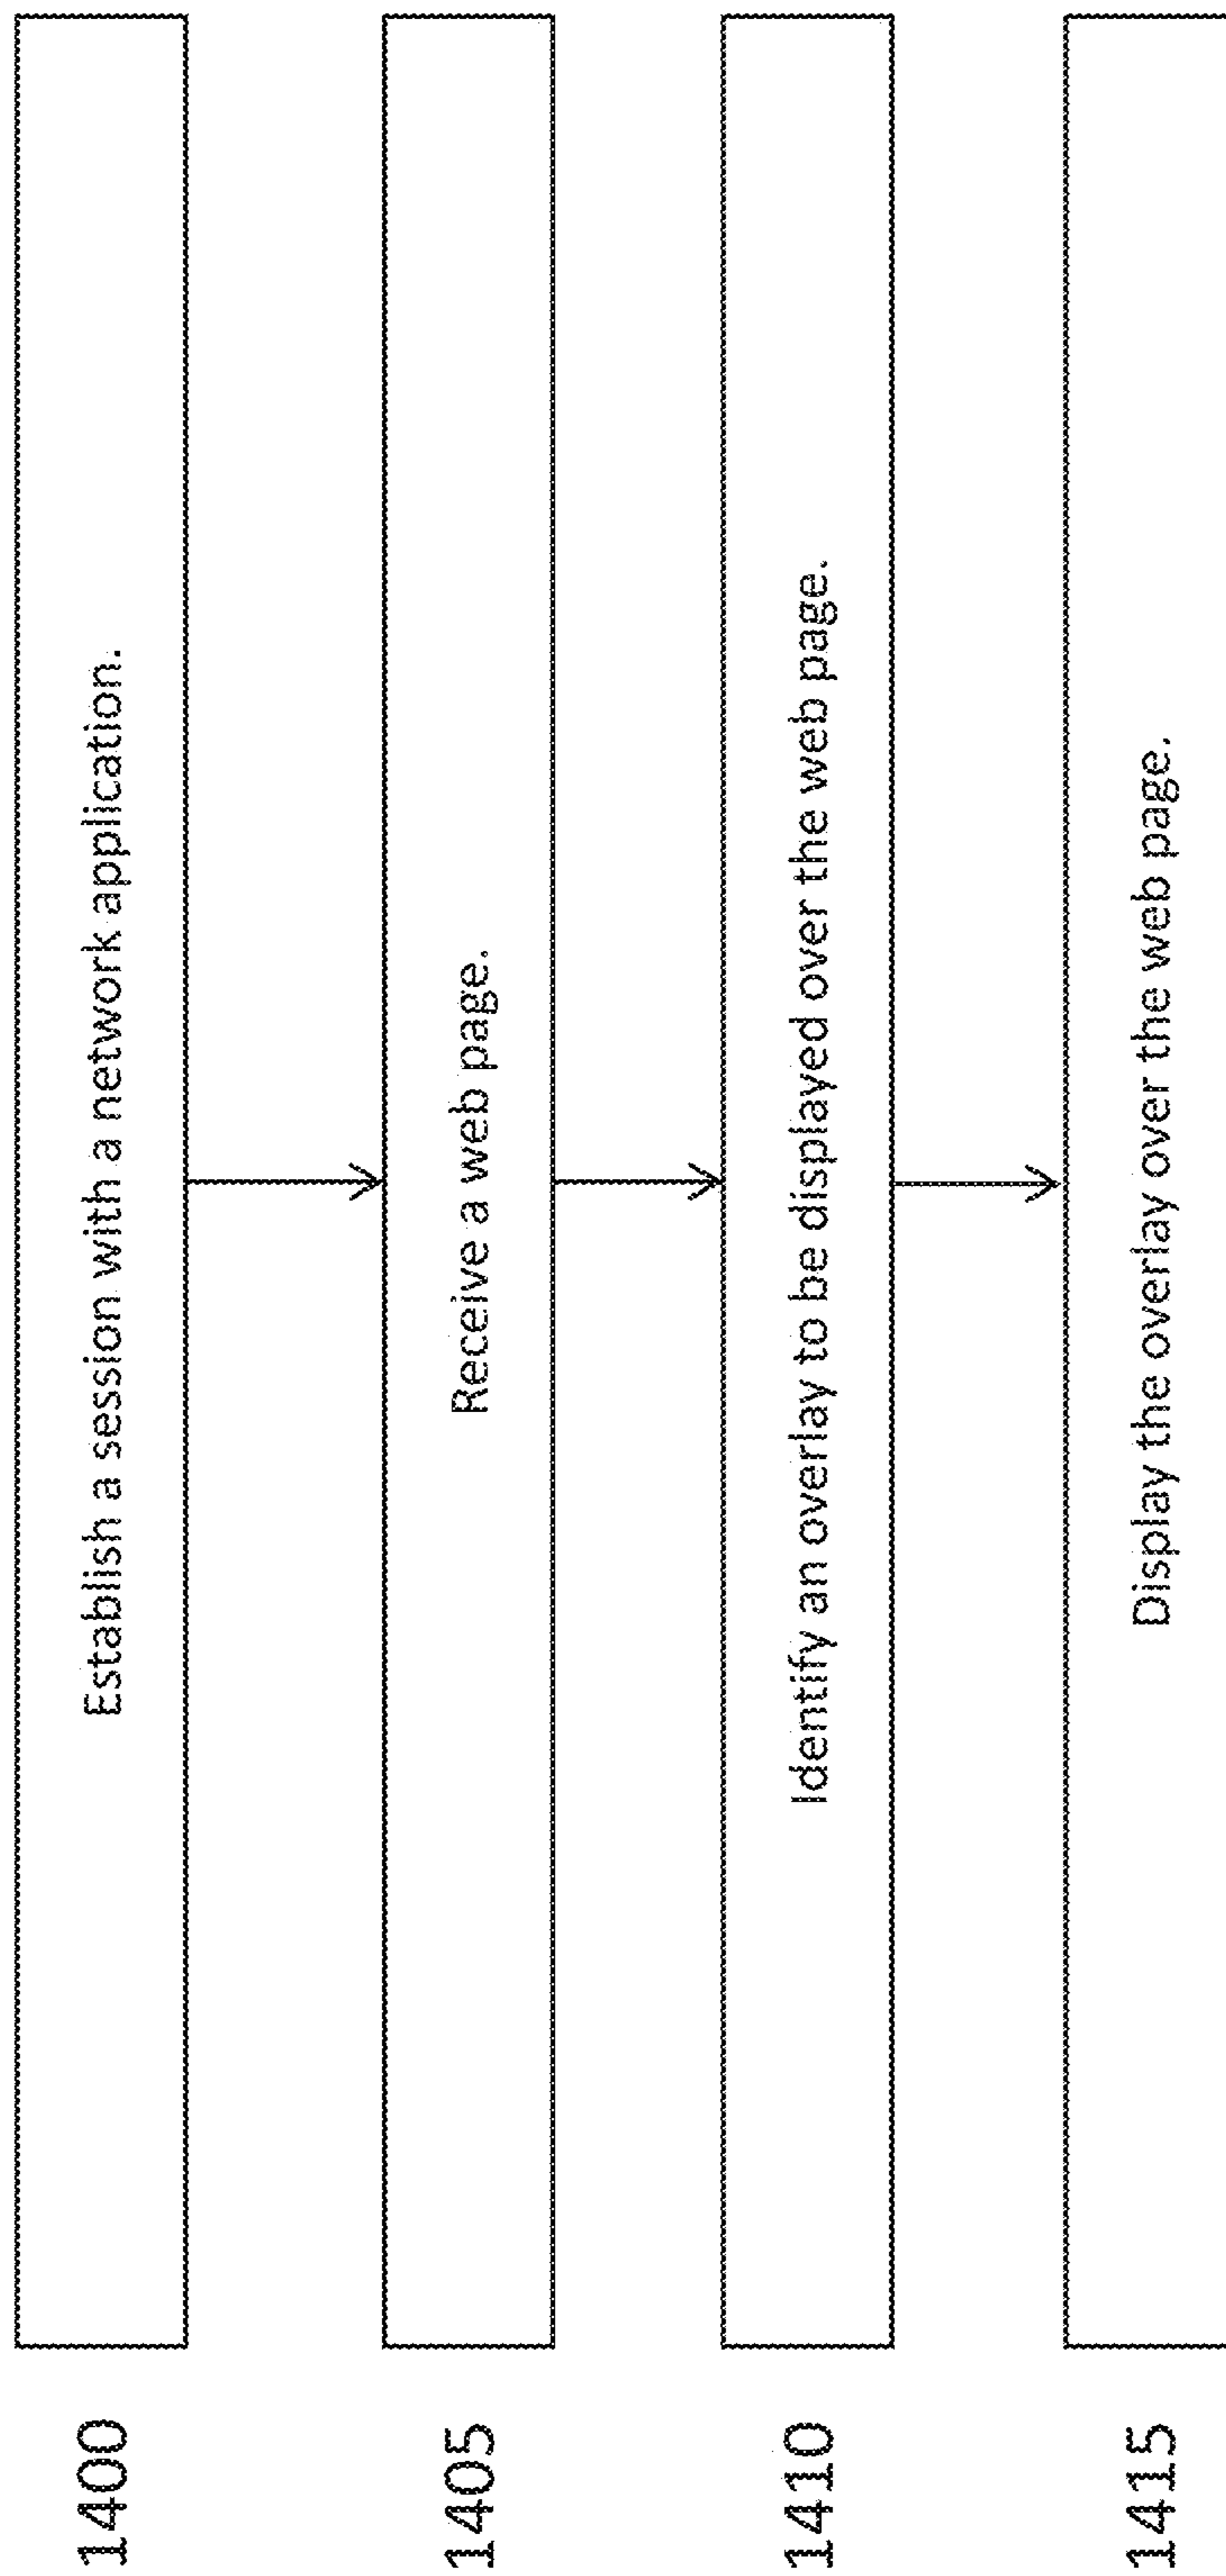 1400
Establish a session with a network application.
1405
Receive a web page.
1410
Identify an overlay to be displayed over the web page.
1415
Display the overlay over the web page.